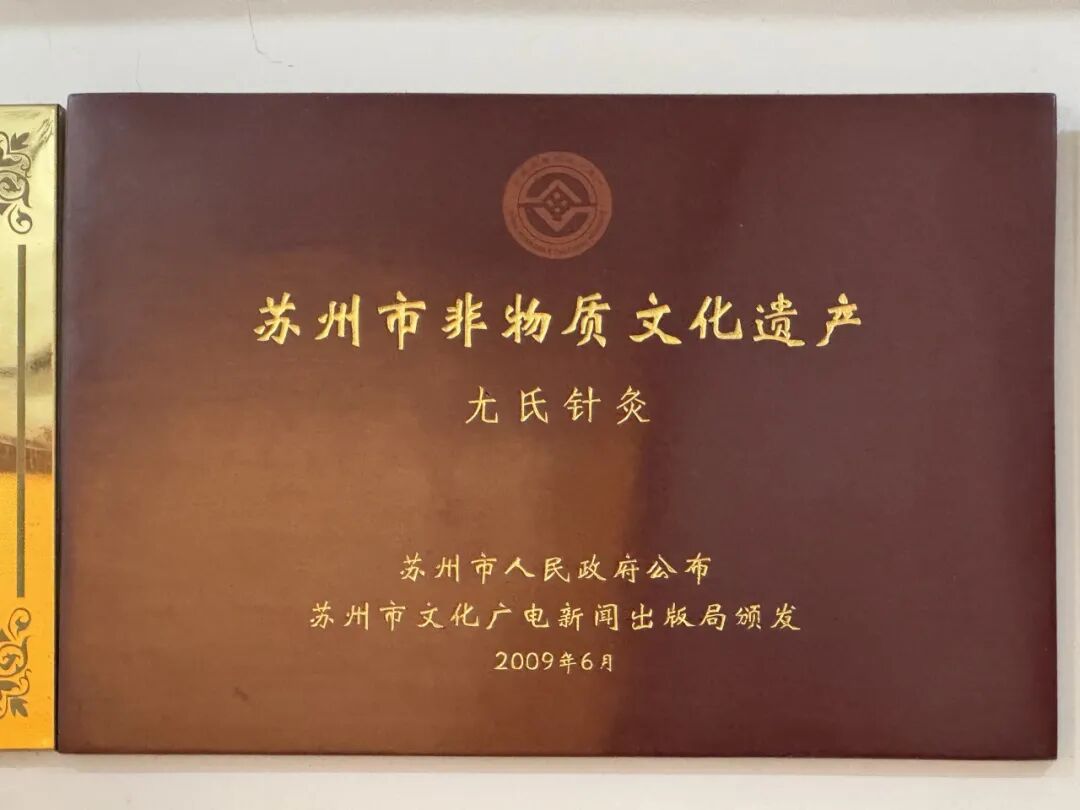 苏州市非物质文化遗产
尤氏针灸
苏州市人民政府公布
苏州市文化广电新闻出版局颁发
2009年6月